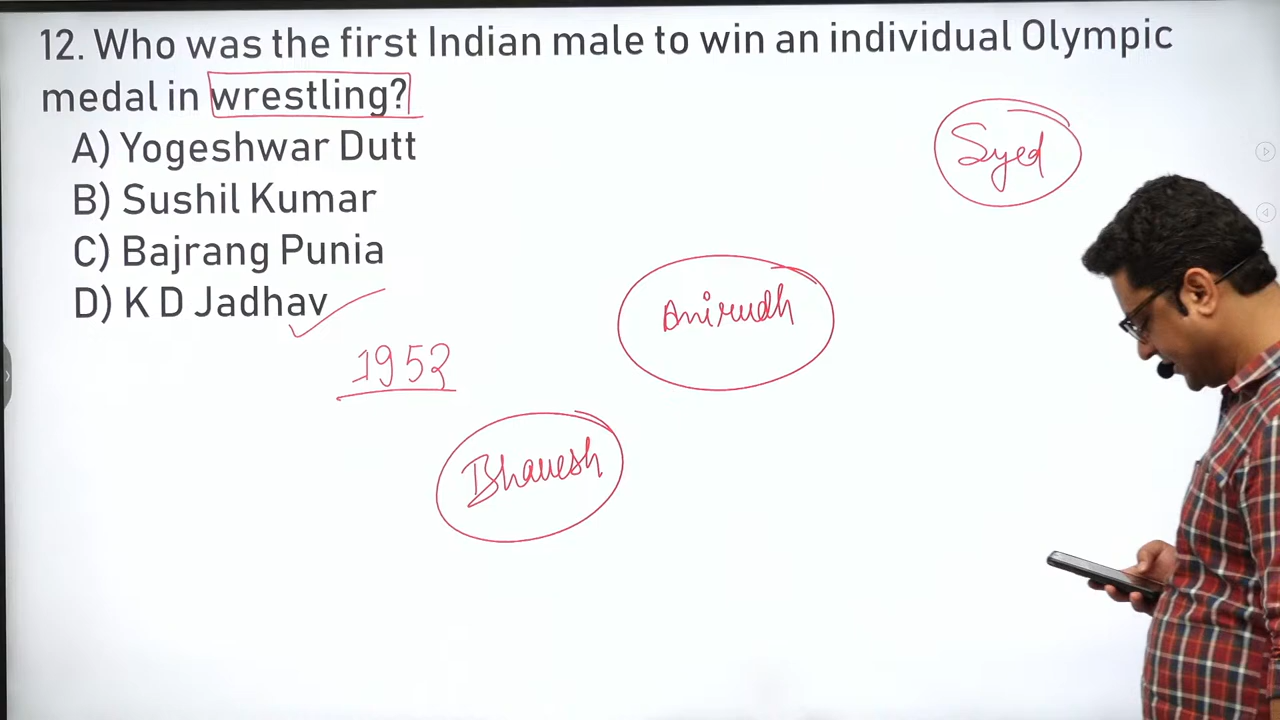 12. Who was the first Indian male to win an individual Olympic
medal in wrestling?
A) Yogeshwar Dutt
B) Sushil Kumar
C) Bajrang Punia
D) K D Jadhav
1952
Syed
Anirudh
Bhavesh